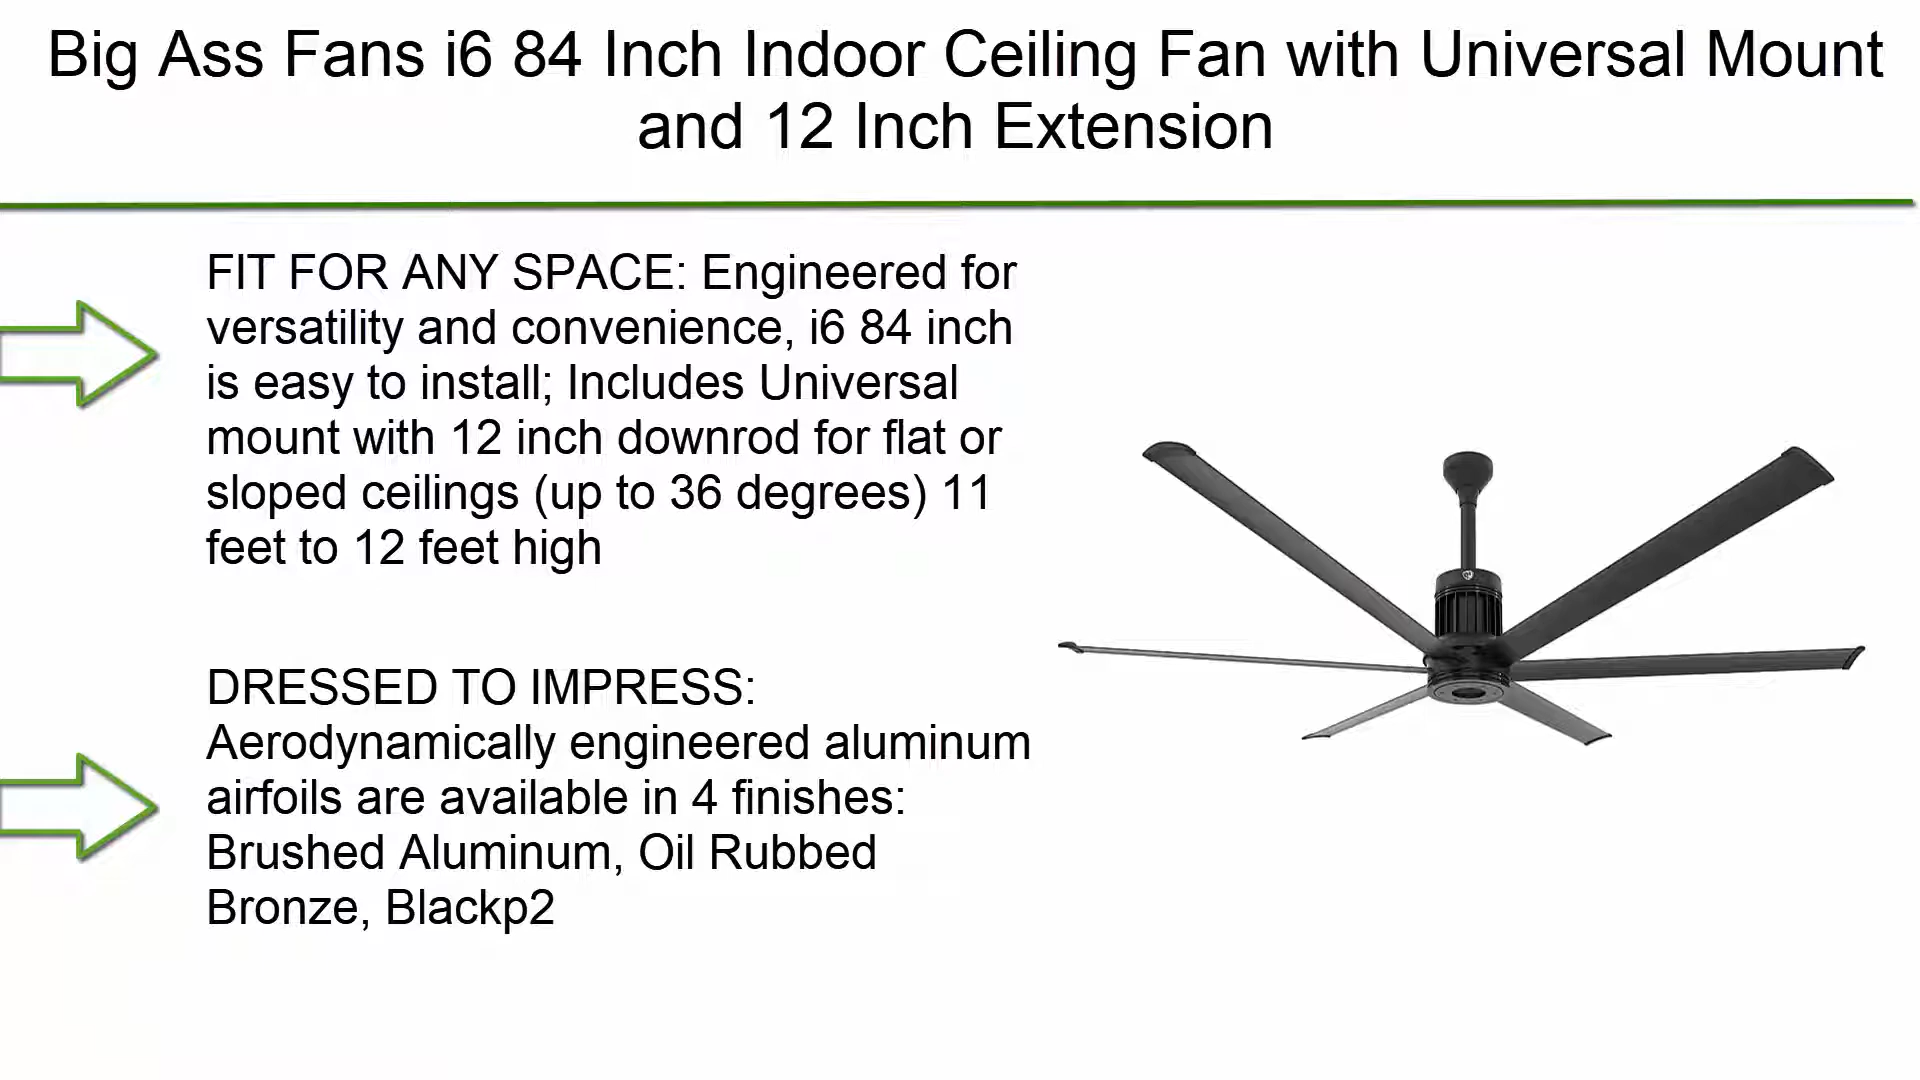 Big Ass Fans i6 84 Inch Indoor Ceiling Fan with Universal Mount
and 12 Inch Extension
FIT FOR ANY SPACE: Engineered for
versatility and convenience, i6 84 inch
is easy to install; Includes Universal
mount with 12 inch downrod for flat or
sloped ceilings (up to 36 degrees) 11
feet to 12 feet high
DRESSED TO IMPRESS:
Aerodynamically engineered aluminum
airfoils are available in 4 finishes:
Brushed Aluminum, Oil Rubbed
Bronze, Blackp2